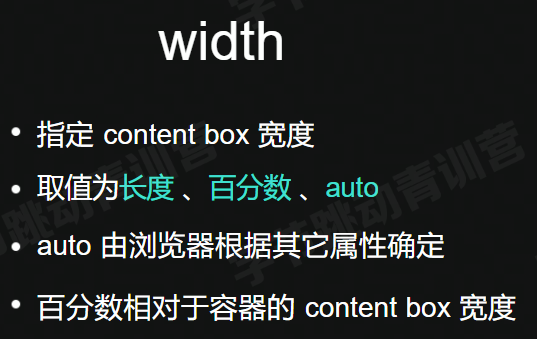 width
指定 content box 宽度
取值为长度 、百分数 、auto
auto 由浏览器根据其它属性确定
百分数相对于容器的 content box 宽度